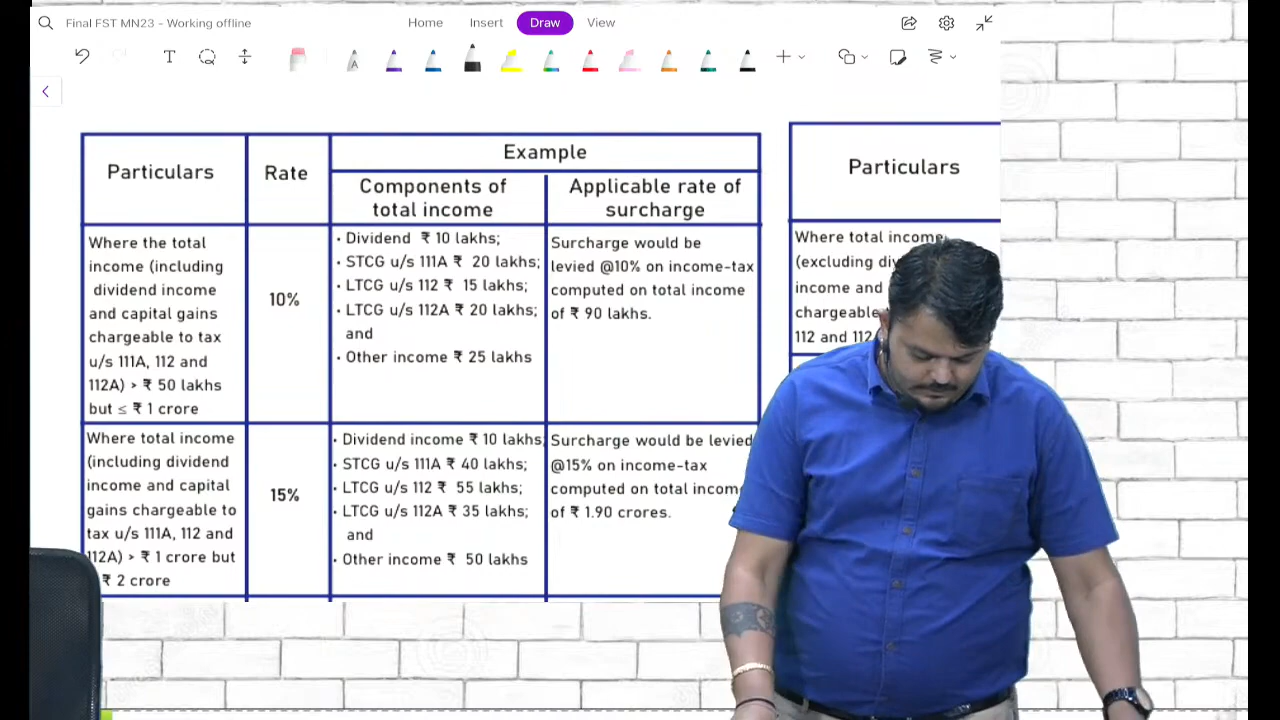 Final FST MN23 - Working offline
Home
Insert
Draw
View
T
A
Particulars
Rate
Example
Components of
total income
Applicable rate of
surcharge
Where the total
income (including
dividend income
and capital gains
chargeable to tax
u/s 111A, 112 and
112A) > ₹ 50 lakhs
but ≤ ₹ 1 crore
10%
· Dividend ₹ 10 lakhs;
· STCG u/s 111A ₹ 20 lakhs;
· LTCG u/s 112 ₹ 15 lakhs;
· LTCG u/s 112A ₹ 20 lakhs;
and
· Other income ₹ 25 lakhs
Surcharge would be
levied @10% on income-tax
computed on total income
of ₹ 90 lakhs.
Where total income
(including dividend
income and capital
gains chargeable to
tax u/s 111A, 112 and
112A) > ₹ 1 crore but
₹ 2 crore
15%
· Dividend income ₹ 10 lakhs;
· STCG u/s 111A ₹ 40 lakhs;
· LTCG u/s 112 ₹ 55 lakhs;
· LTCG u/s 112A ₹ 35 lakhs;
and
· Other income ₹ 50 lakhs
Surcharge would be levied
@15% on income-tax
computed on total
of ₹ 1.90 crores.
Particulars
Where total income
(excluding
income and
chargeable
112 and